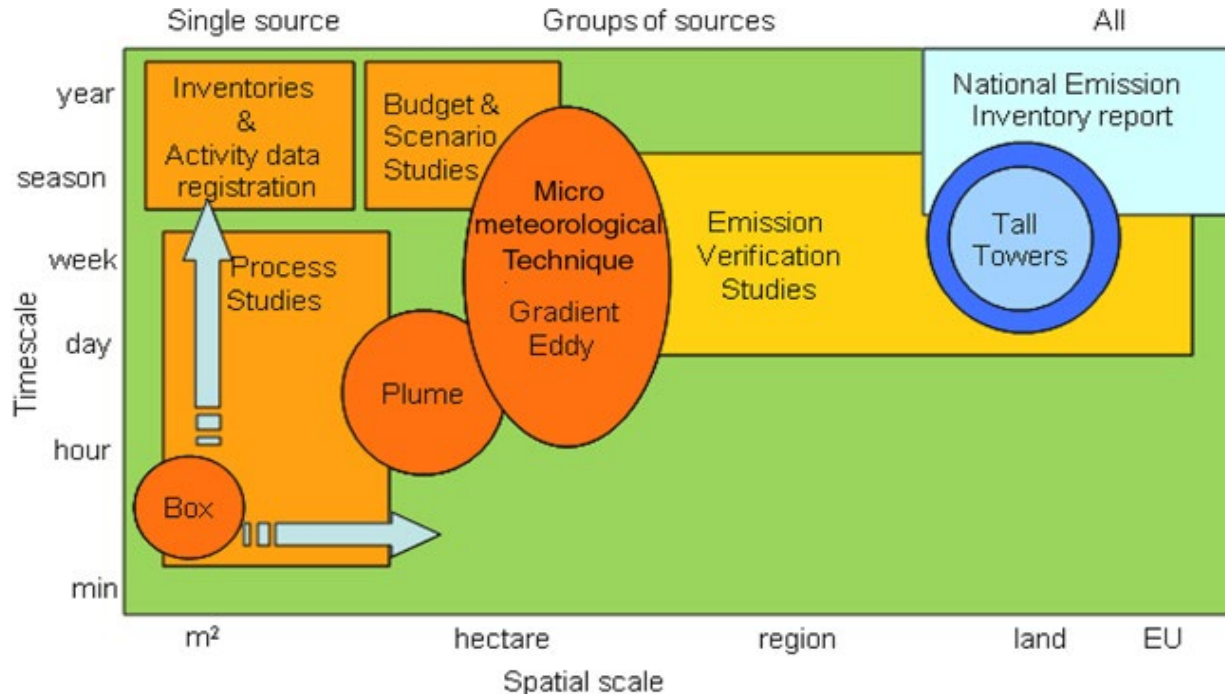 Single source
Groups of sources
All
year
season
week
day
hour
min
Timescale
Inventories
&
Activity data
registration
Budget &
Scenario
Studies
National Emission
Inventory report
Micro
meteorological
Technique
Gradient
Eddy
Emission
Verification
Studies
Tall
Towers
Process
Studies
Plume
Box
m²
hectare
region
land
EU
Spatial scale